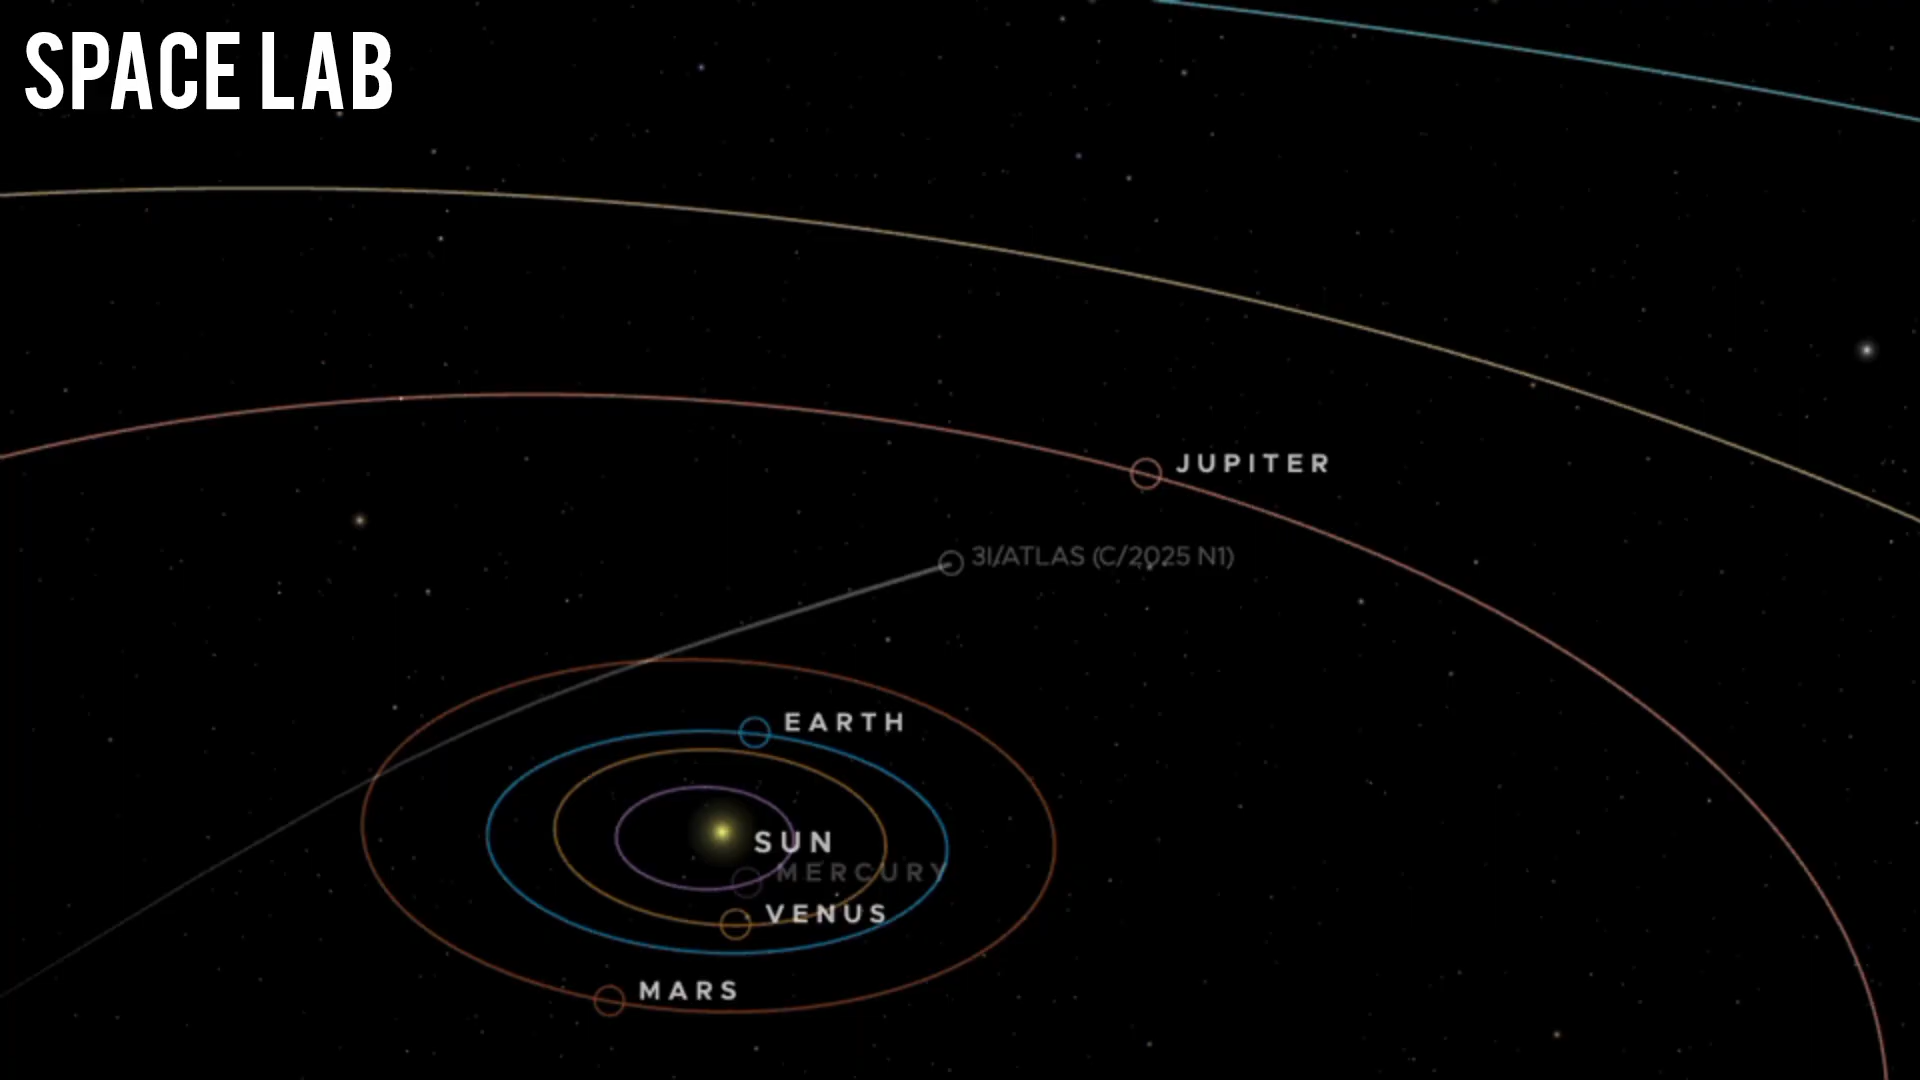 SPACE LAB
JUPITER
3I/ATLAS (C/2025 N1)
EARTH
SUN
MERCURY
VENUS
MARS